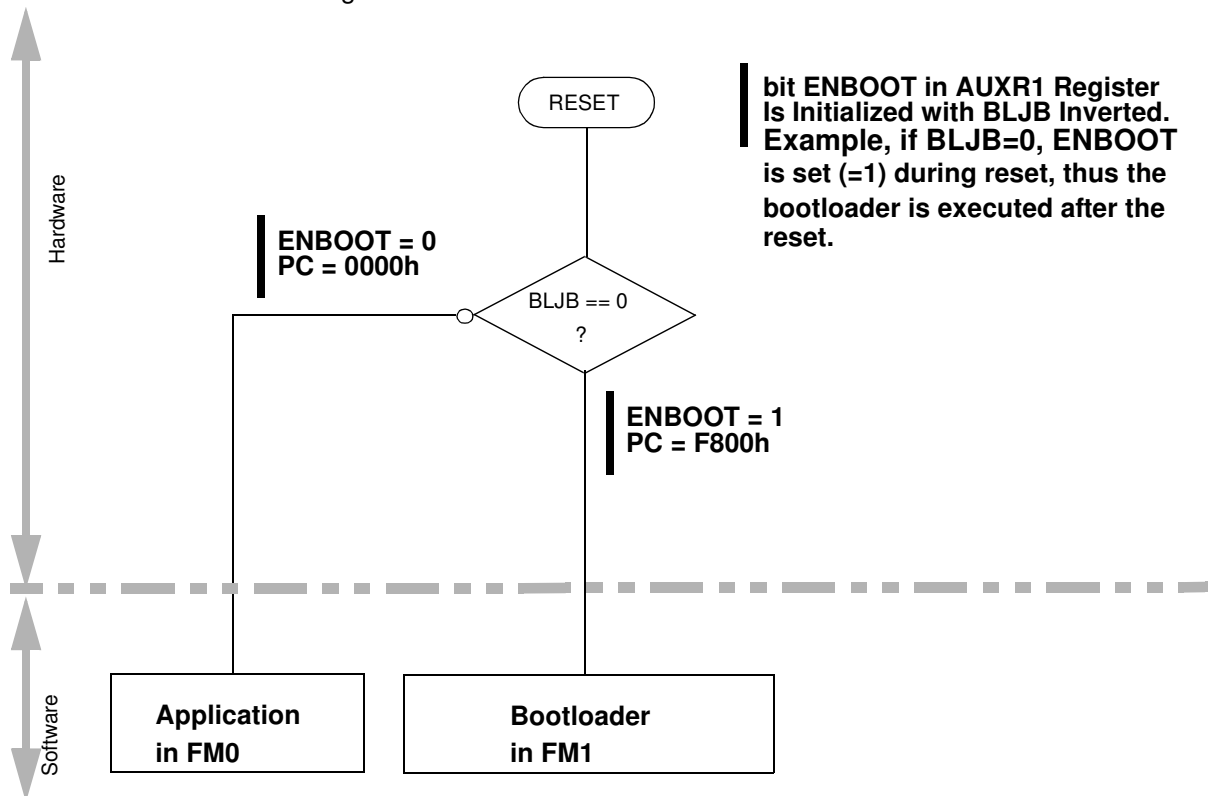 RESET
bit ENBOOT in AUXR1 Register
Is Initialized with BLJB Inverted.
Example, if BLJB=0, ENBOOT
is set (=1) during reset, thus the
bootloader is executed after the
reset.
Hardware
ENBOOT = 0
PC = 0000h
BLJB == 0
?
ENBOOT = 1
PC = F800h
Software
Application
in FM0
Bootloader
in FM1